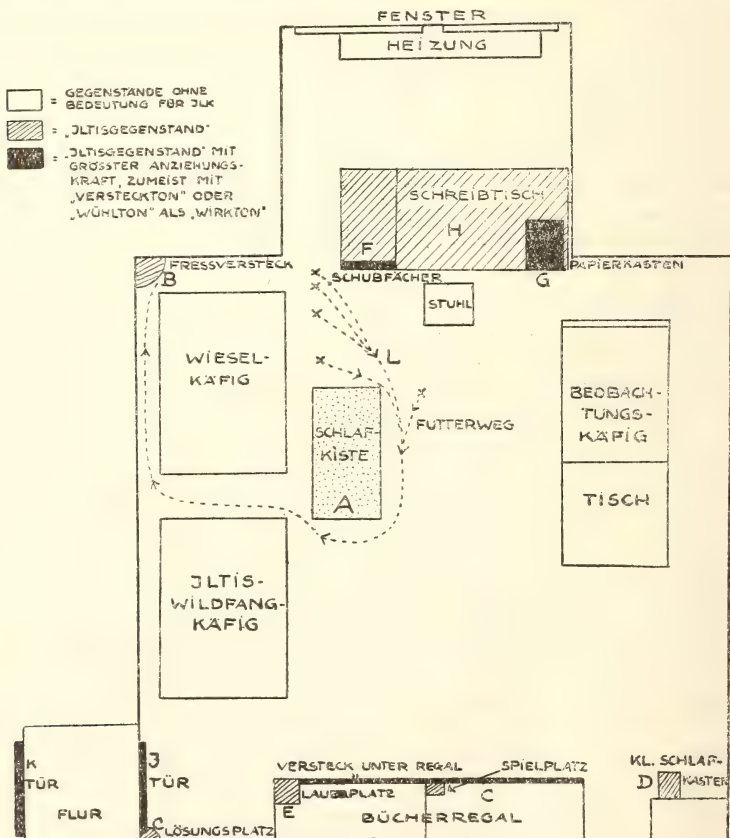 FENSTER
HEIZUNG
= GEGENSTÄNDE OHNE
BEDEUTUNG FÜR JLK
= „JLTISGEGENSTAND"
= „JLTISGEGENSTAND" MIT
GRÖSSTER ANZIEHUNGS-
KRAFT, ZUMEIST MIT
„VERSTECKTON" ODER
„WÜHLTON" ALS „WIRKTON"
SCHREIBTISCH
H
F
FRESSVERSTECK
B
SCHUBFÄCHER
G
PAPIERKASTEN
STUHL
WIESEL-
KÄFIG
L
BEOBACH-
TUNGS-
KÄFIG
FUTTERWEG
SCHLAF-
KISTE
A
TISCH
JLTIS-
WILDFANG-
KÄFIG
K
TÜR
FLUR
J
TÜR
LÖSUNGSPLATZ
VERSTECK UNTER REGAL
SPIELPLATZ
E
C
BÜCHERREGAL
KL. SCHLAF-
KASTEN
D